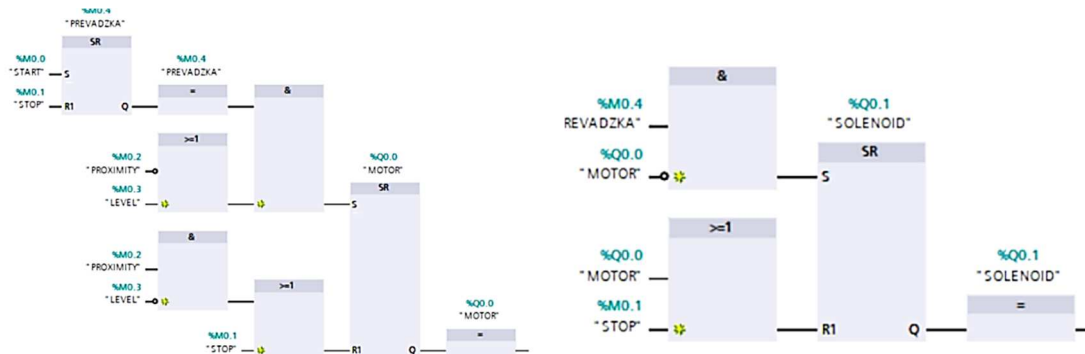 %M0.4
"PREVADZKA"
SR
%M0.0
"START"
S
%M0.1
"STOP"
R1
Q
%M0.4
"PREVADZKA"
=
&
>=1
%M0.2
"PROXIMITY"
%M0.3
"LEVEL"
%Q0.0
"MOTOR"
SR
S
&
%M0.2
"PROXIMITY"
%M0.3
"LEVEL"
>=1
%M0.1
"STOP"
R1
Q
%Q0.0
"MOTOR"
=
&
%M0.4
REVADZKA"
%Q0.0
"MOTOR"
%Q0.1
"SOLENOID"
SR
S
>=1
%Q0.0
"MOTOR"
%M0.1
"STOP"
R1
Q
%Q0.1
"SOLENOID"
=